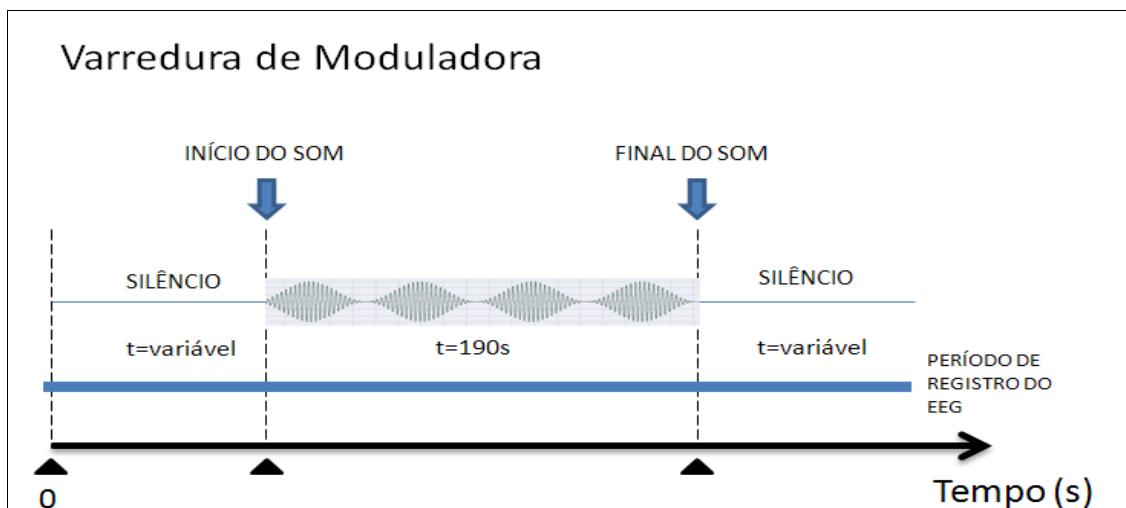 Varredura de Moduladora
INÍCIO DO SOM
FINAL DO SOM
SILÊNCIO
SILÊNCIO
t=variável
t=190s
t=variável
PERÍODO DE
REGISTRO DO
EEG
0
Tempo (s)